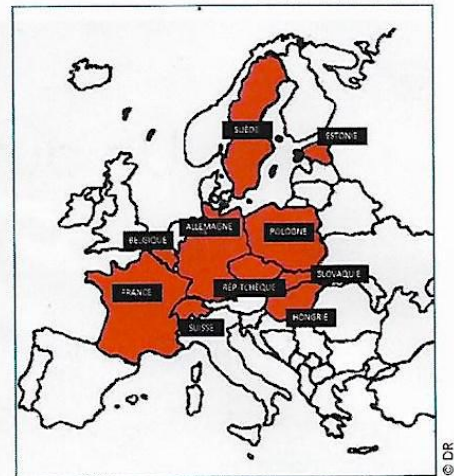 SUÈDE
ESTONIE
ALLEMAGNE
POLOGNE
BELGIQUE
SLOVAQUIE
FRANCE
RÉP TCHÈQUE
HONGRIE
SUISSE
© DR